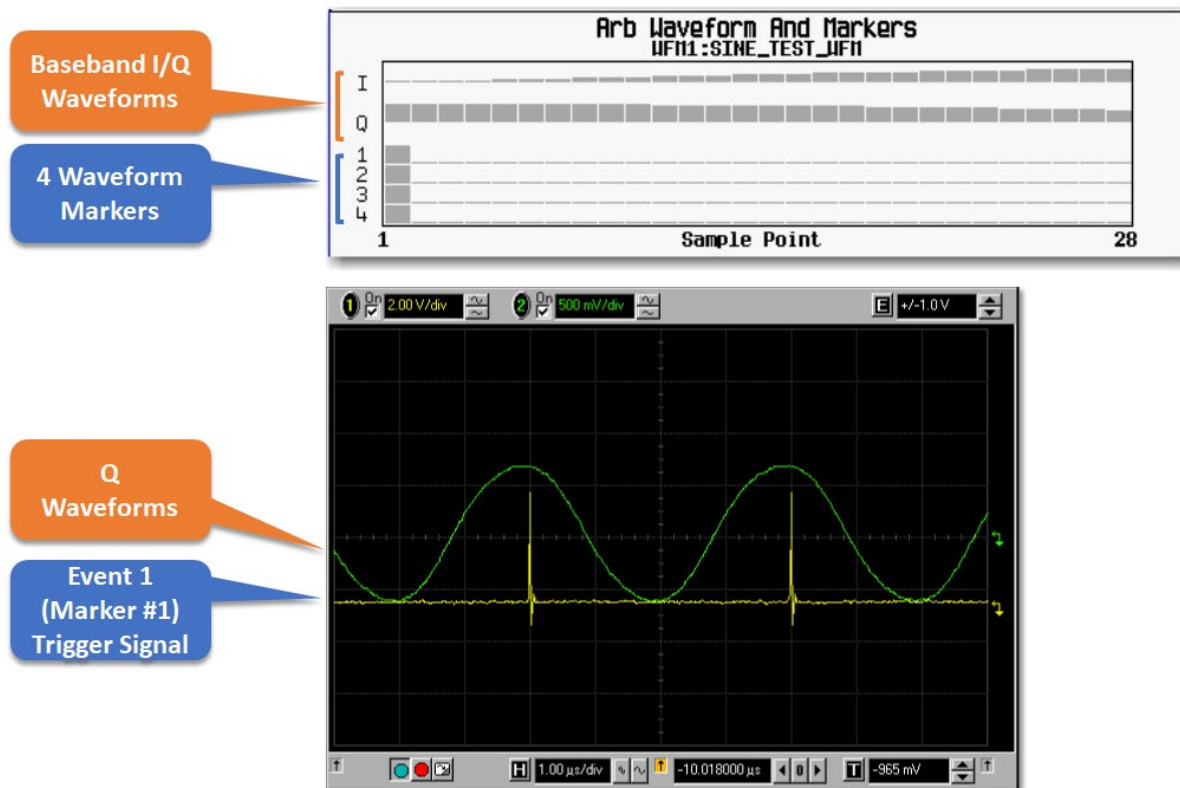 Baseband I/Q
Waveforms
4 Waveform
Markers
Arb Waveform And Markers
WFM1:SINE_TEST_WFM
I
Q
1
2
3
4
1 Sample Point 28
1 On 2.00 V/div 2 On 500 mV/div E +/-1.0 V
Q
Waveforms
Event 1
(Marker #1)
Trigger Signal
H 1.00 µs/div -10.018000 µs 0 T -965 mV